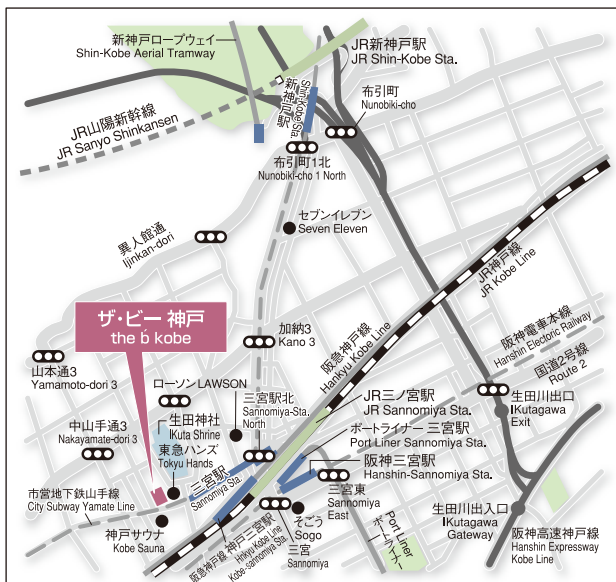 新神戸ロープウェイ
Shin-Kobe Aerial Tramway
JR新神戸駅
JR Shin-Kobe Sta.
新神戸駅
Shin-Kobe Sta.
布引町
Nunobiki-cho
JR山陽新幹線
JR Sanyo Shinkansen
布引町1北
Nunobiki-cho 1 North
セブンイレブン
Seven Eleven
異人館通
Ijinkan-dori
JR神戸線
JR Kobe Line
ザ・ビー 神戸
the b kobe
加納3
Kano 3
阪急神戸線
Hankyu Kobe Line
阪神電車本線
Hanshin Electoric Railway
国道2号線
Route 2
山本通3
Yamamoto-dori 3
ローソン LAWSON
三宮駅北
Sannomiya-Sta.
North
JR三ノ宮駅
JR Sannomiya Sta.
生田川出口
IKutagawa
Exit
中山手通3
Nakayamate-dori 3
生田神社
IKuta Shrine
東急ハンズ
Tokyu Hands
ポートライナー 三宮駅
Port Liner Sannomiya Sta.
阪神三宮駅
Hanshin-Sannomiya Sta.
三宮駅
Sannomiya Sta.
三宮東
Sannomiya
East
市営地下鉄山手線
City Subway Yamate Line
神戸サウナ
Kobe Sauna
阪急神戸線 神戸三宮駅
Hnkyu Kobe Line
Kobe-sannomiya Sta.
そごう
Sogo
三宮
Sannomiya
Port Liner
ポートライナー
生田川出入口
IKutagawa
Gateway
阪神高速神戸線
Hanshin Expressway
Kobe Line